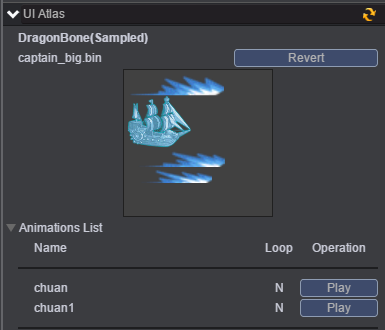 UI Atlas
DragonBone(Sampled)
captain_big.bin Revert
Animations List
Name Loop Operation
chuan N Play
chuan1 N Play